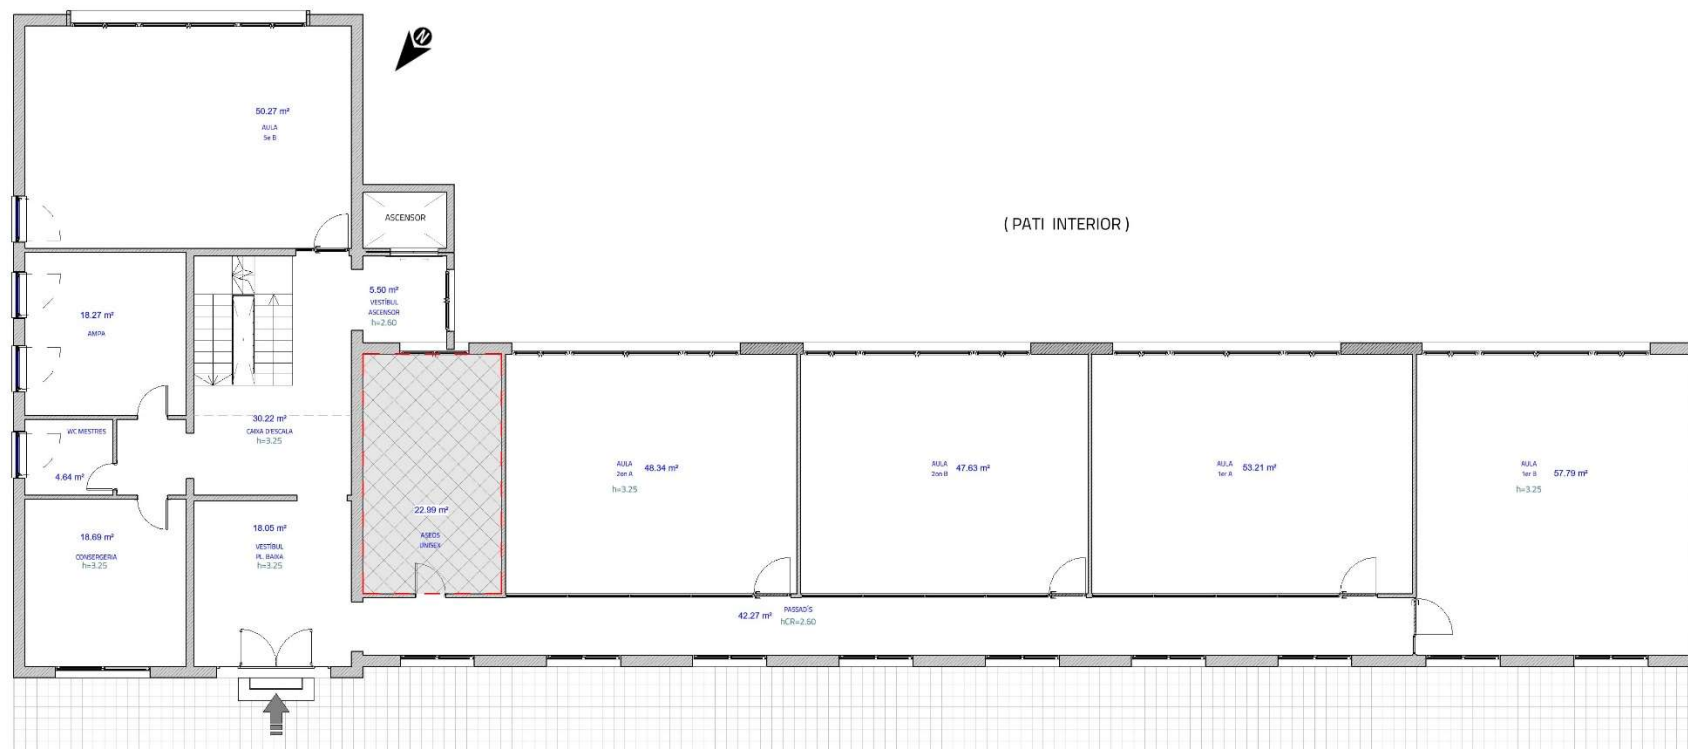 N
50.27 m²
AULA
5e B
ASCENSOR
( PATI INTERIOR )
5.50 m²
VESTÍBUL
ASCENSOR
h=2.60
18.27 m²
AMPA
30.22 m²
CAIXA D'ESCALA
h=3.25
WC MESTRES
4.64 m²
AULA
2on A
48.34 m²
h=3.25
AULA
2on B
47.63 m²
AULA
1er A
53.21 m²
AULA
1er B
57.79 m²
h=3.25
22.99 m²
ASEOS
UNISEX
18.69 m²
CONSERGERIA
h=3.25
18.05 m²
VESTÍBUL
PL. BAIXA
h=3.25
42.27 m²
PASSADÍS
hCR=2.60